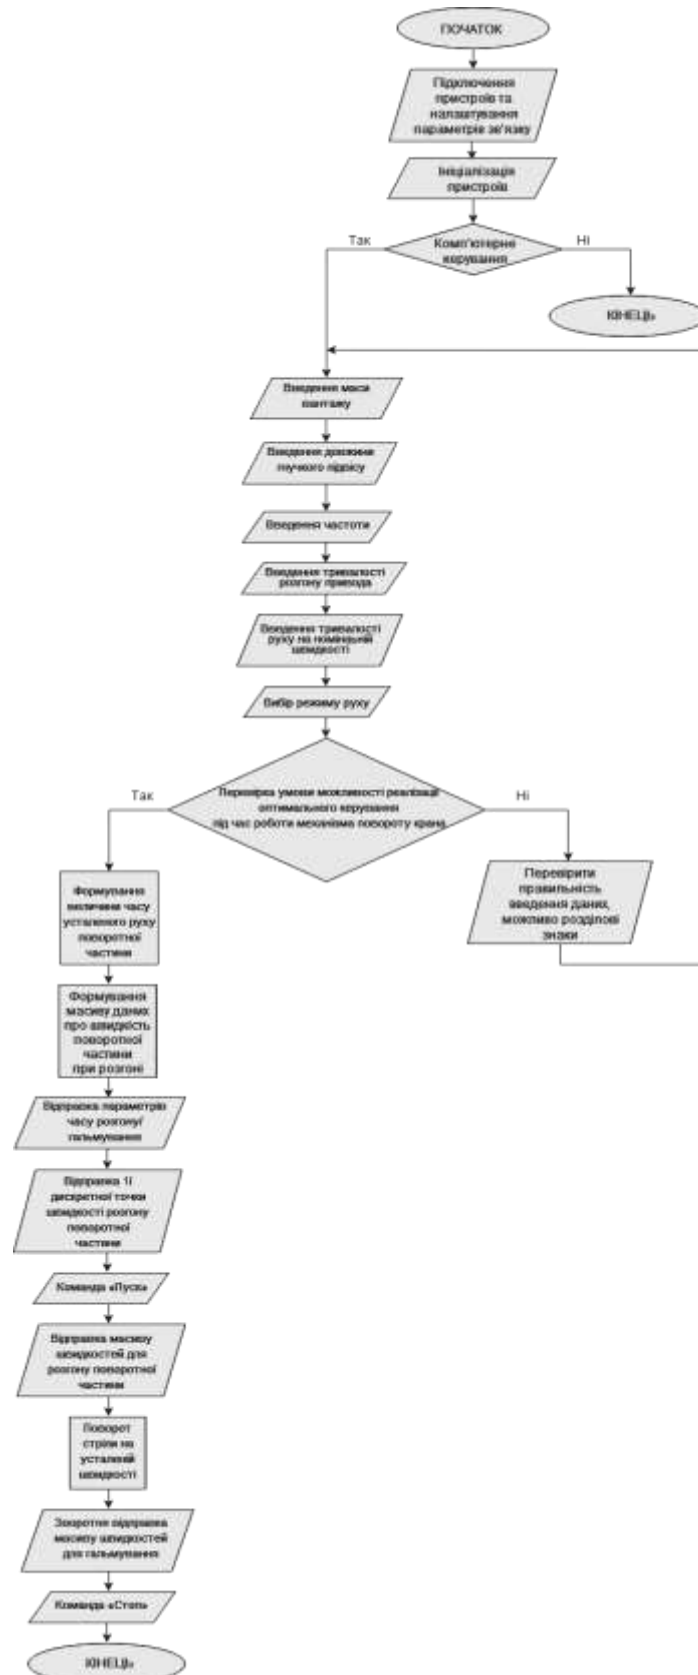 ПОЧАТОК
Підключення
пристроїв та
налаштування
параметрів зв'язку
Ініціалізація
пристроїв
Так
Комп'ютерне
керування
Ні
КІНЕЦЬ
Введення маси
вантажу
Введення довжини
гнучкого підвісу
Введення частоти
Введення тривалості
розгону привода
Введення тривалості
руху на номінальній
швидкості
Вибір режиму руху
Так
Перевірка умови можливості реалізації
оптимального керування
під час роботи механізма повороту крана
Ні
Формування
величини часу
усталеного руху
поворотної
частини
Перевірити
правильність
введення даних,
можливо розділові
знаки
Формування
масиву даних
про швидкість
поворотної
частини
при розгоні
Відправка параметрів
часу розгону/
гальмування
Відправка 1ї
дискретної точки
швидкості розгону
поворотної
частини
Команда «Пуск»
Відправка масиву
швидкостей для
розгону поворотної
частини
Поворот
стріли на
усталеній
швидкості
Зворотня відправка
масиву швидкостей
для гальмування
Команда «Стоп»
КІНЕЦЬ